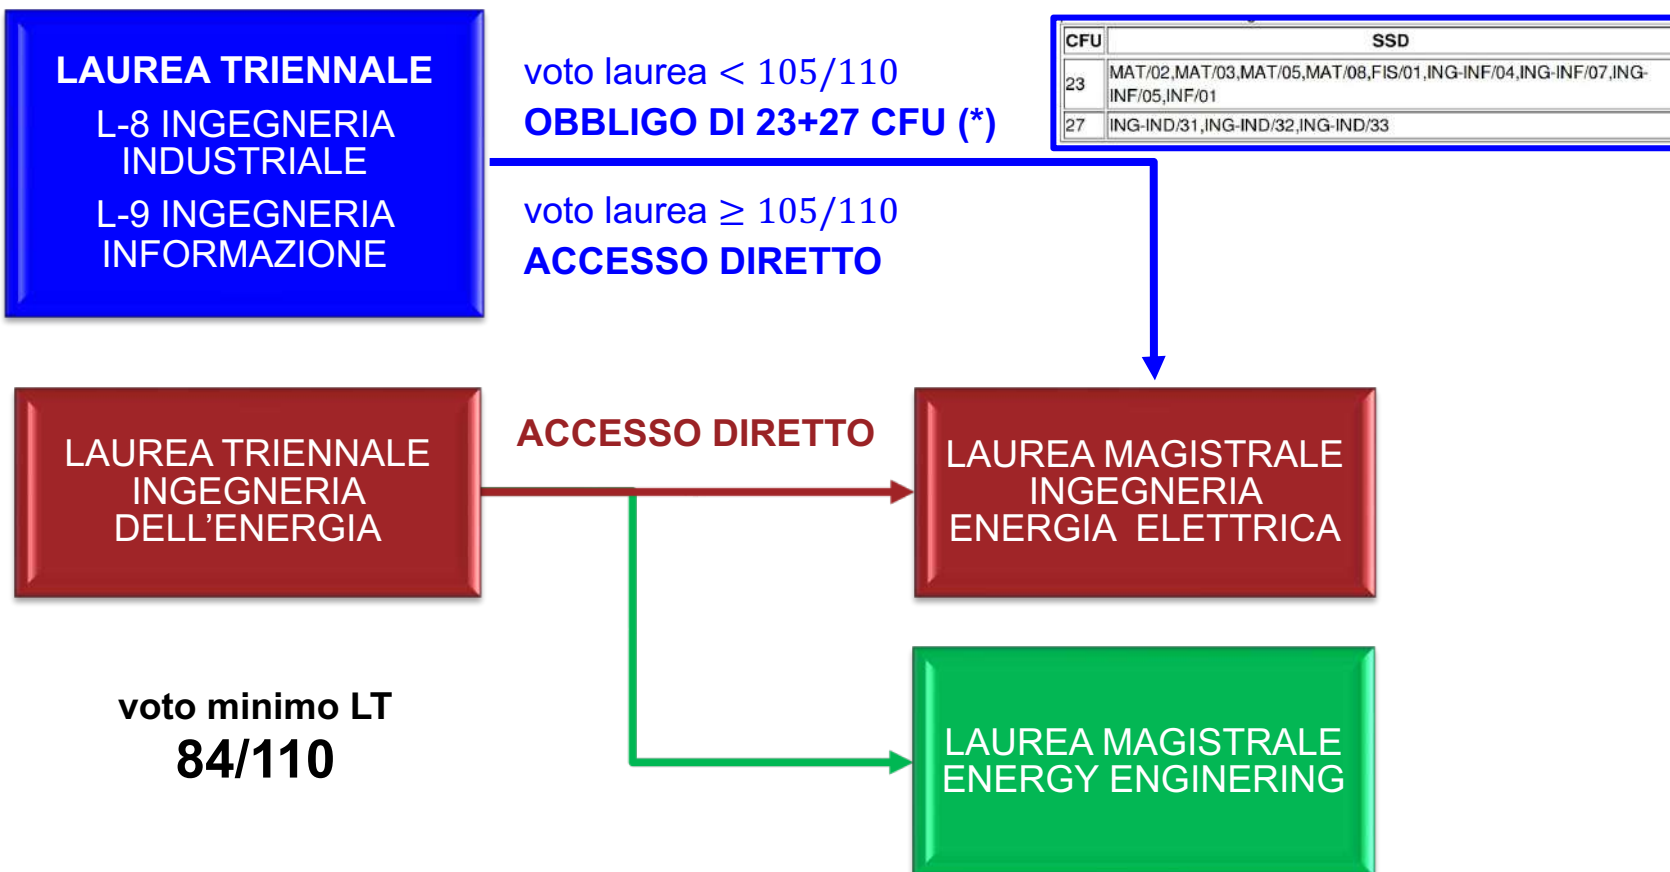 LAUREA TRIENNALE
L-8 INGEGNERIA
INDUSTRIALE
L-9 INGEGNERIA
INFORMAZIONE
voto laurea < 105/110
OBBLIGO DI 23+27 CFU (*)
voto laurea ≥ 105/110
ACCESSO DIRETTO
CFU SSD
23 MAT/02,MAT/03,MAT/05,MAT/08,FIS/01,ING-INF/04,ING-INF/07,ING-
INF/05,INF/01
27 ING-IND/31,ING-IND/32,ING-IND/33
LAUREA TRIENNALE
INGEGNERIA
DELL’ENERGIA
ACCESSO DIRETTO
LAUREA MAGISTRALE
INGEGNERIA
ENERGIA ELETTRICA
voto minimo LT
84/110
LAUREA MAGISTRALE
ENERGY ENGINERING